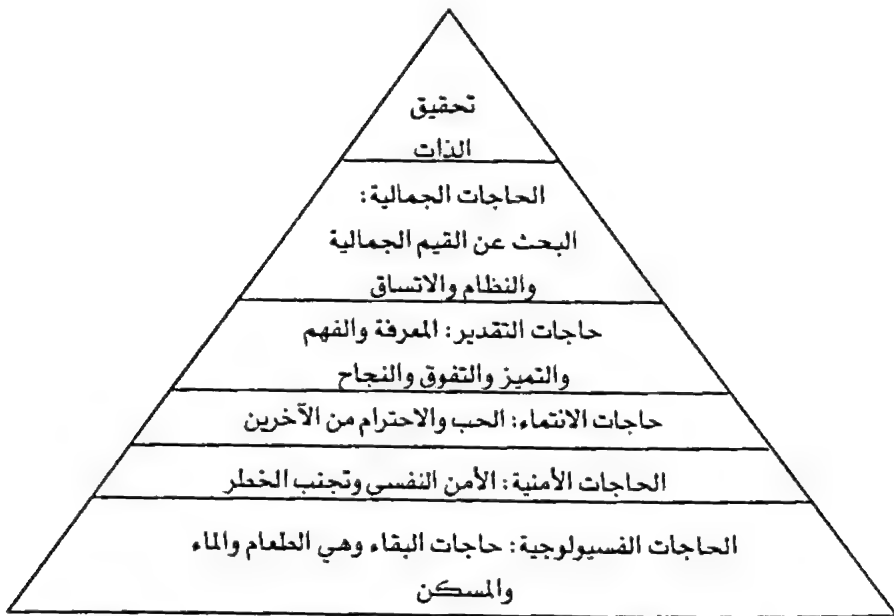 تحقيق
الذات
الحاجات الجمالية:
البحث عن القيم الجمالية
والنظام والاتساق
حاجات التقدير: المعرفة والفهم
والتميز والتفوق والنجاح
حاجات الانتماء: الحب والاحترام من الآخرين
الحاجات الأمنية: الأمن النفسي وتجنب الخطر
الحاجات الفسيولوجية: حاجات البقاء وهي الطعام والماء
والمسكن